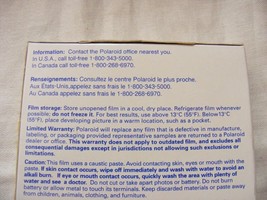 Information: Contact the Polaroid office nearest you.
in U.S.A., call toll-free 1-800-343-5000.
in Canada call toll-free 1-800-268-6970.
Renseignements: Consultez le centre Polaroid le plus proche.
Aux Etats-Unis,appelez sans frais le 1-800-343-5000.
Au Canada appelez sans frais le 1-800-268-6970.
Film storage: Store unopened film in a cool, dry place. Refrigerate film whenever
possible; do not freeze it. For best results, use above 13°C (55°F). Below13°C
(55°F), place developing picture in a warm location, such as a pocket.
Limited Warranty: Polaroid will replace any film that is defective in manufacture,
labelling, or packaging provided representative samples are returned to a Polaroid
dealer or office. This warranty does not apply to outdated film, and excludes all
consequential damages except in jurisdictions not allowing such exclusions or
limitations.
Caution: This film uses a caustic paste. Avoid contacting skin, eyes or mouth with the
paste. If skin contact occurs, wipe off immediately and wash with water to avoid an
alkali burn. If eye or mouth contact occurs, quickly wash the area with plenty of
water and see a doctor. Do not cut or take apart photos or battery. Do not burn
battery or allow metal to touch its terminals. Keep discarded materials or paste away
from children, animals, clothing, and furniture.